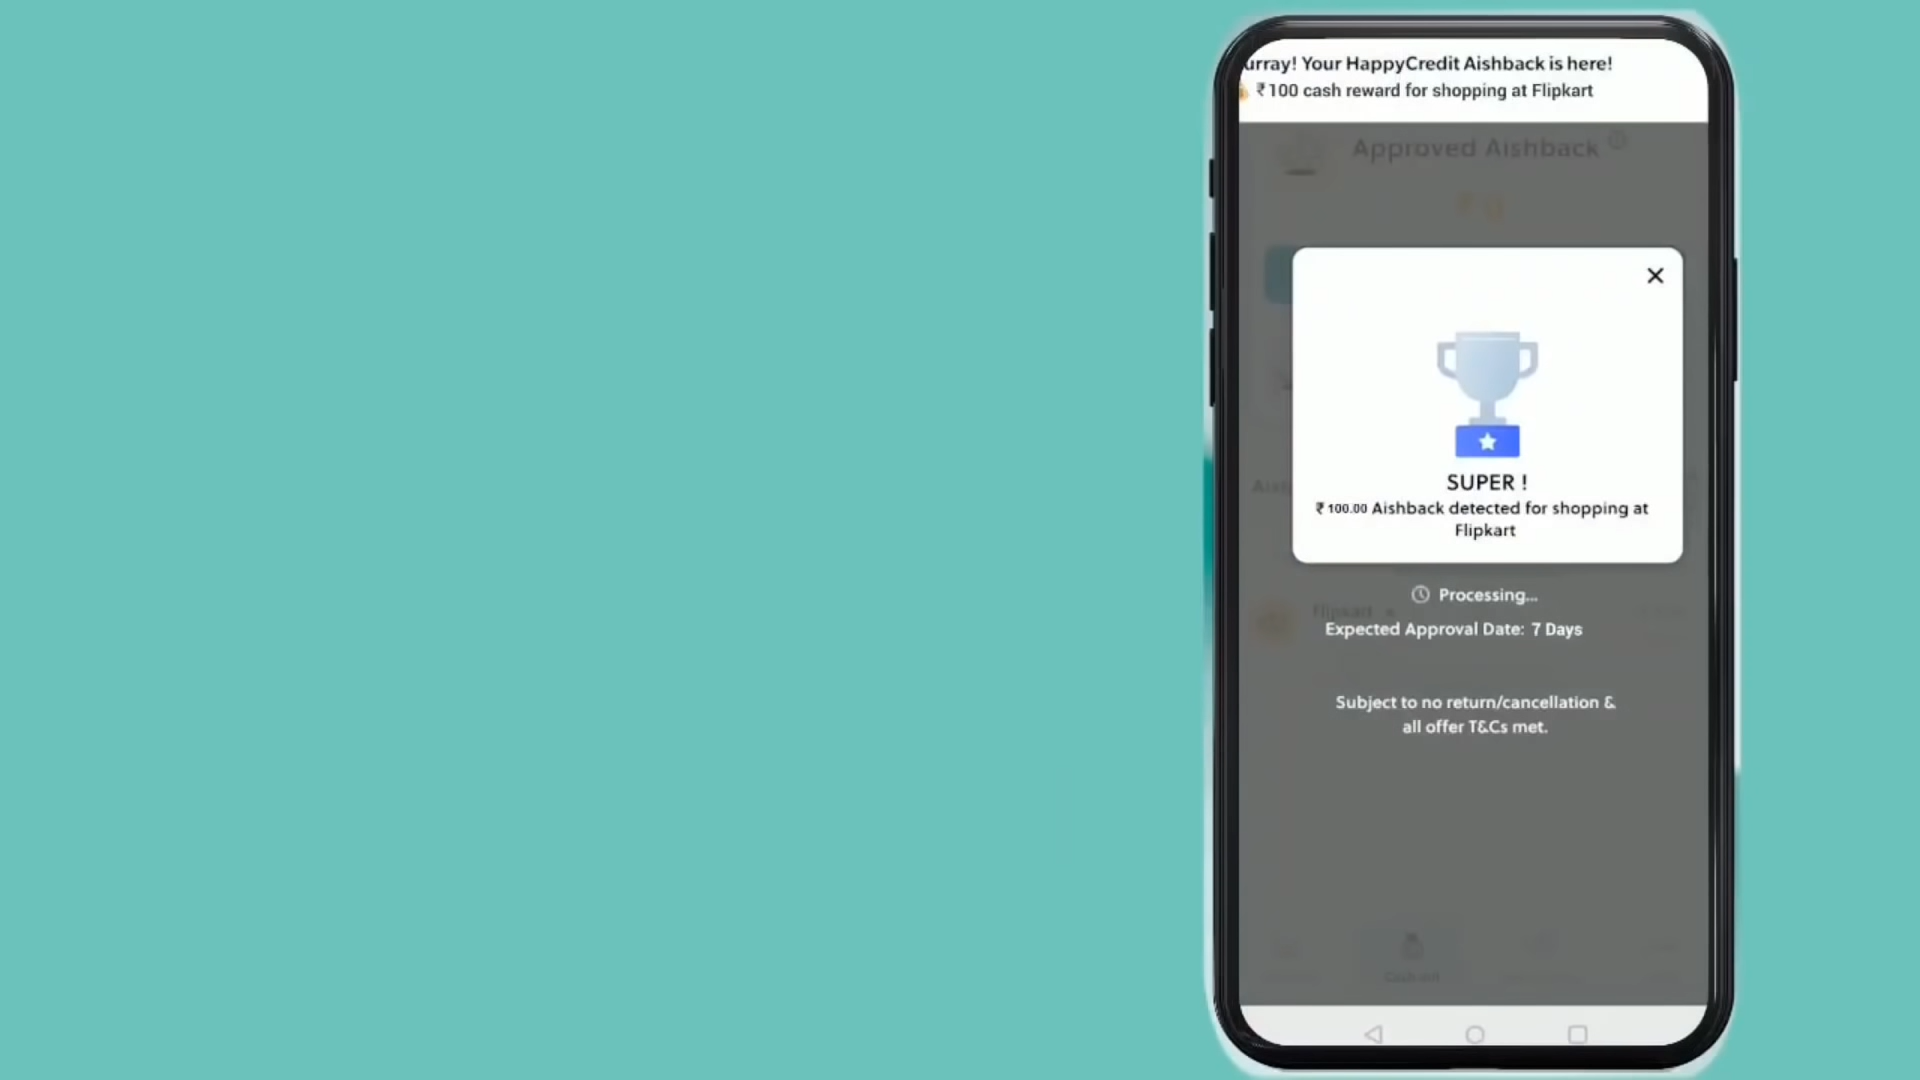 urray! Your HappyCredit Aishback is here!
₹100 cash reward for shopping at Flipkart
Approved Aishback
SUPER !
₹100.00 Aishback detected for shopping at
Flipkart
Processing...
Flipkart
Expected Approval Date: 7 Days
Subject to no return/cancellation &
all offer T&Cs met.
Cash out